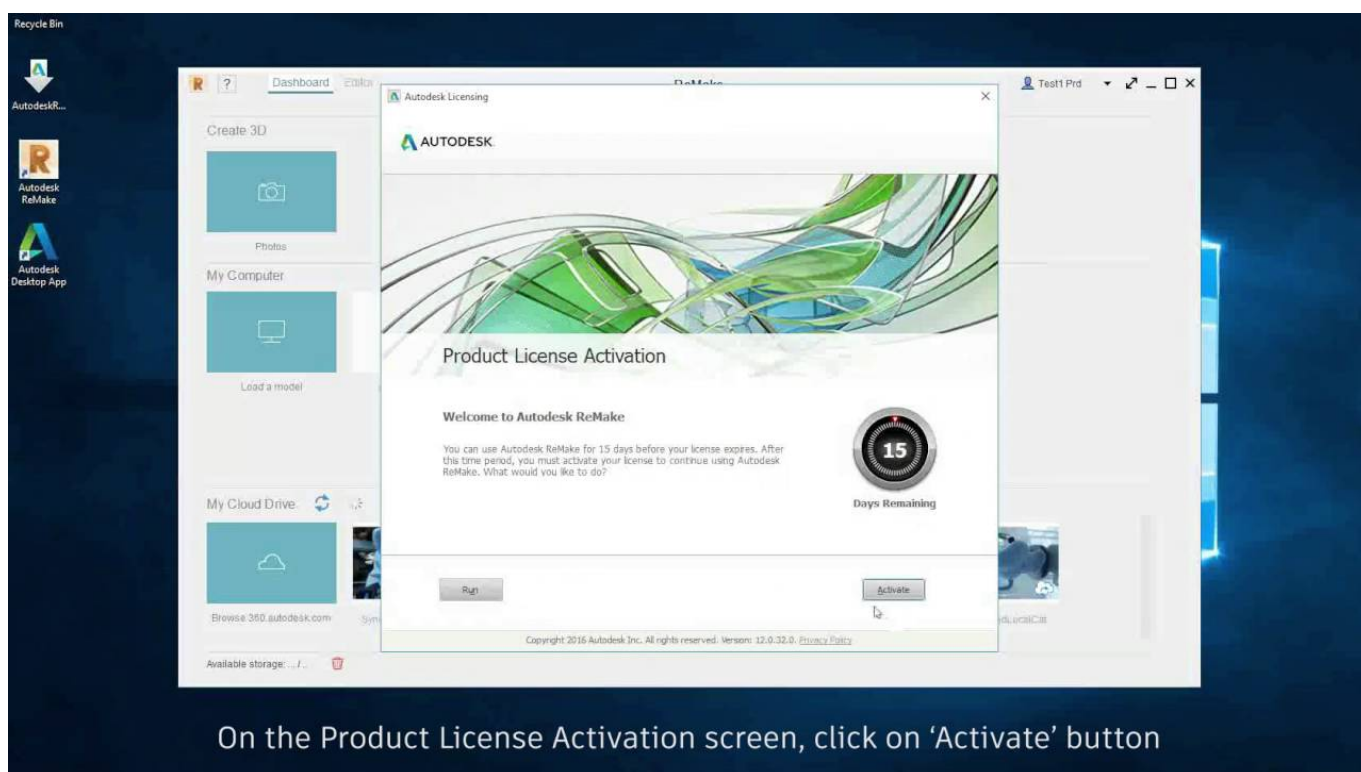 Recycle Bin
AutodeskR...
Autodesk
ReMake
Autodesk
Desktop App
? Dashboard Editor ReMake Test1 Prd
Create 3D
Photos
My Computer
Load a model
My Cloud Drive
Browse 360.autodesk.com
Available storage: .../..
Autodesk Licensing
AUTODESK
Product License Activation
Welcome to Autodesk ReMake
You can use Autodesk ReMake for 15 days before your license expires. After
this time period, you must activate your license to continue using Autodesk
ReMake. What would you like to do?
15
Days Remaining
Run
Activate
Copyright 2016 Autodesk Inc. All rights reserved. Version: 12.0.32.0. Privacy Policy
On the Product License Activation screen, click on ‘Activate’ button